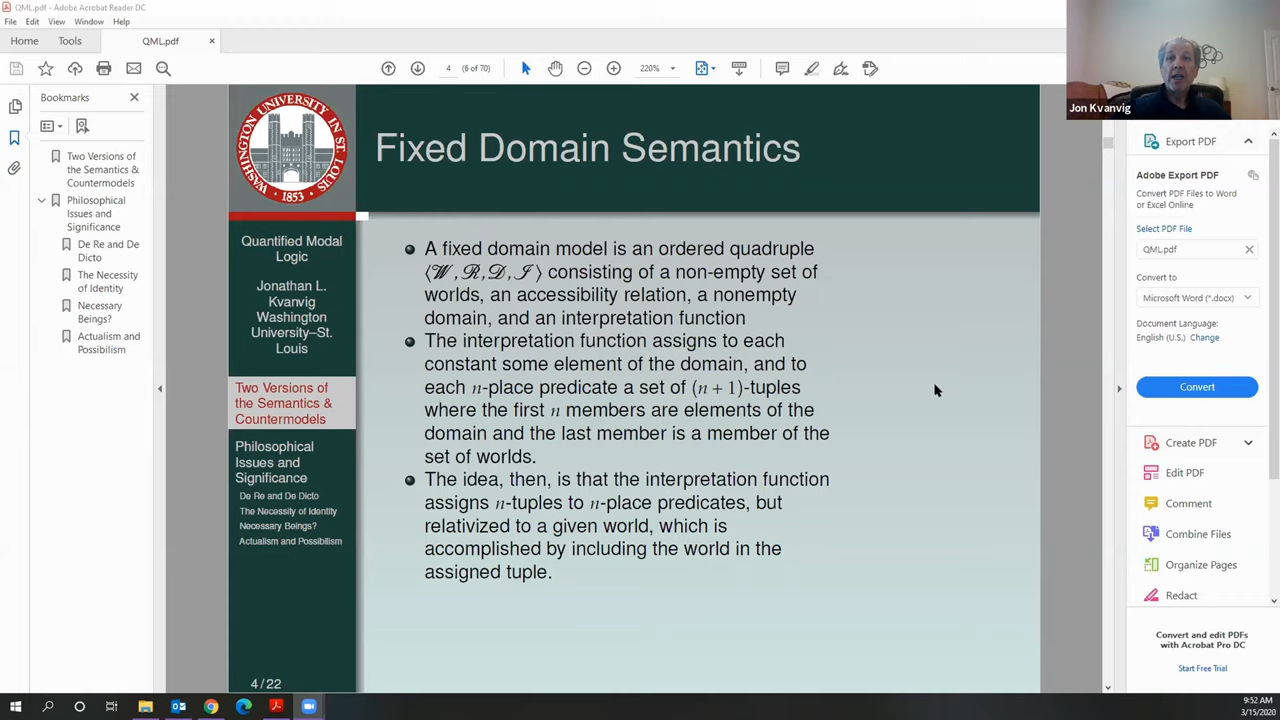 QML.pdf - Adobe Acrobat Reader DC
File Edit View Window Help
Home Tools QML.pdf ×
4 (6 of 70) 220%
Jon Kvanvig
Bookmarks
Two Versions of
the Semantics &
Countermodels
Philosophical
Issues and
Significance
De Re and De
Dicto
The Necessity
of Identity
Necessary
Beings?
Actualism and
Possibilism
WASHINGTON UNIVERSITY IN ST. LOUIS
1853
Fixed Domain Semantics
Quantified Modal
Logic
Jonathan L.
Kvanvig
Washington
University–St.
Louis
Two Versions of
the Semantics &
Countermodels
Philosophical
Issues and
Significance
De Re and De Dicto
The Necessity of Identity
Necessary Beings?
Actualism and Possibilism
4/22
• A fixed domain model is an ordered quadruple
⟨𝒲,ℛ,𝒟,ℐ⟩ consisting of a non-empty set of
worlds, an accessibility relation, a nonempty
domain, and an interpretation function
• The interpretation function assigns to each
constant some element of the domain, and to
each n-place predicate a set of (n + 1)-tuples
where the first n members are elements of the
domain and the last member is a member of the
set of worlds.
• The idea, then, is that the interpretation function
assigns n-tuples to n-place predicates, but
relativized to a given world, which is
accomplished by including the world in the
assigned tuple.
Export PDF
Adobe Export PDF
Convert PDF Files to Word
or Excel Online
Select PDF File
QML.pdf
Convert to
Microsoft Word (*.docx)
Document Language:
English (U.S.) Change
Convert
Create PDF
Edit PDF
Comment
Combine Files
Organize Pages
Redact
Convert and edit PDFs
with Acrobat Pro DC
Start Free Trial
9:52 AM
3/15/2020